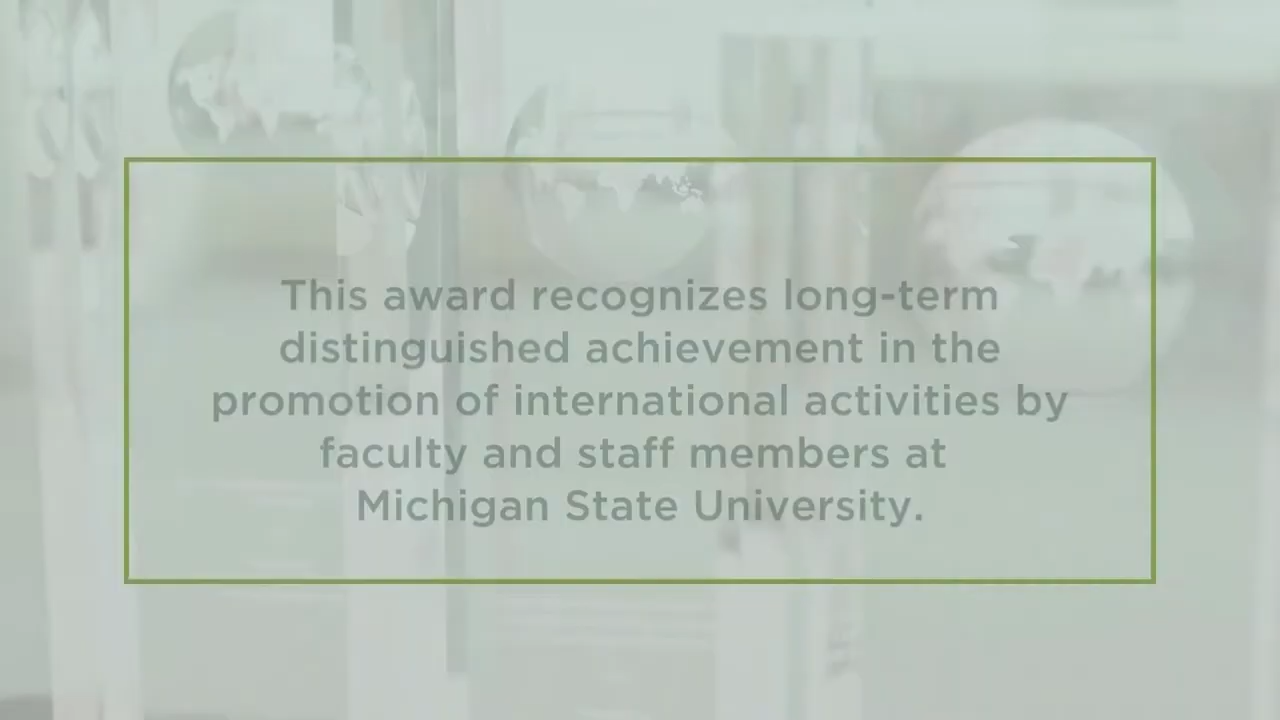 This award recognizes long-term
distinguished achievement in the
promotion of international activities by
faculty and staff members at
Michigan State University.